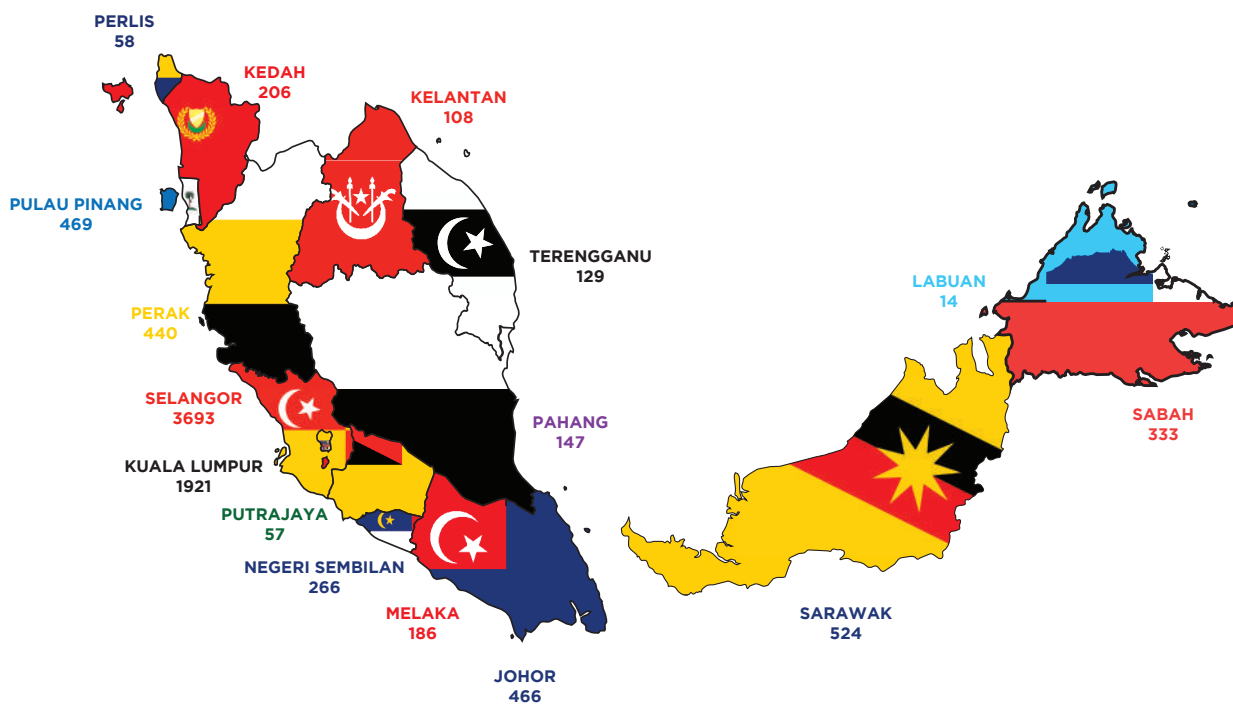 PERLIS
58
KEDAH
206
KELANTAN
108
PULAU PINANG
469
TERENGGANU
129
LABUAN
14
PERAK
440
SELANGOR
3693
PAHANG
147
SABAH
333
KUALA LUMPUR
1921
PUTRAJAYA
57
NEGERI SEMBILAN
266
MELAKA
186
SARAWAK
524
JOHOR
466